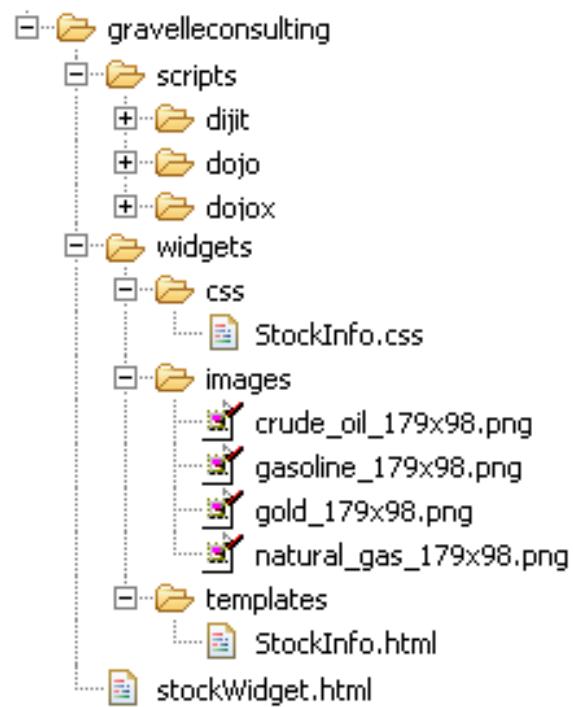 gravelleconsulting
scripts
dijit
dojo
dojox
widgets
css
StockInfo.css
images
crude_oil_179x98.png
gasoline_179x98.png
gold_179x98.png
natural_gas_179x98.png
templates
StockInfo.html
stockWidget.html